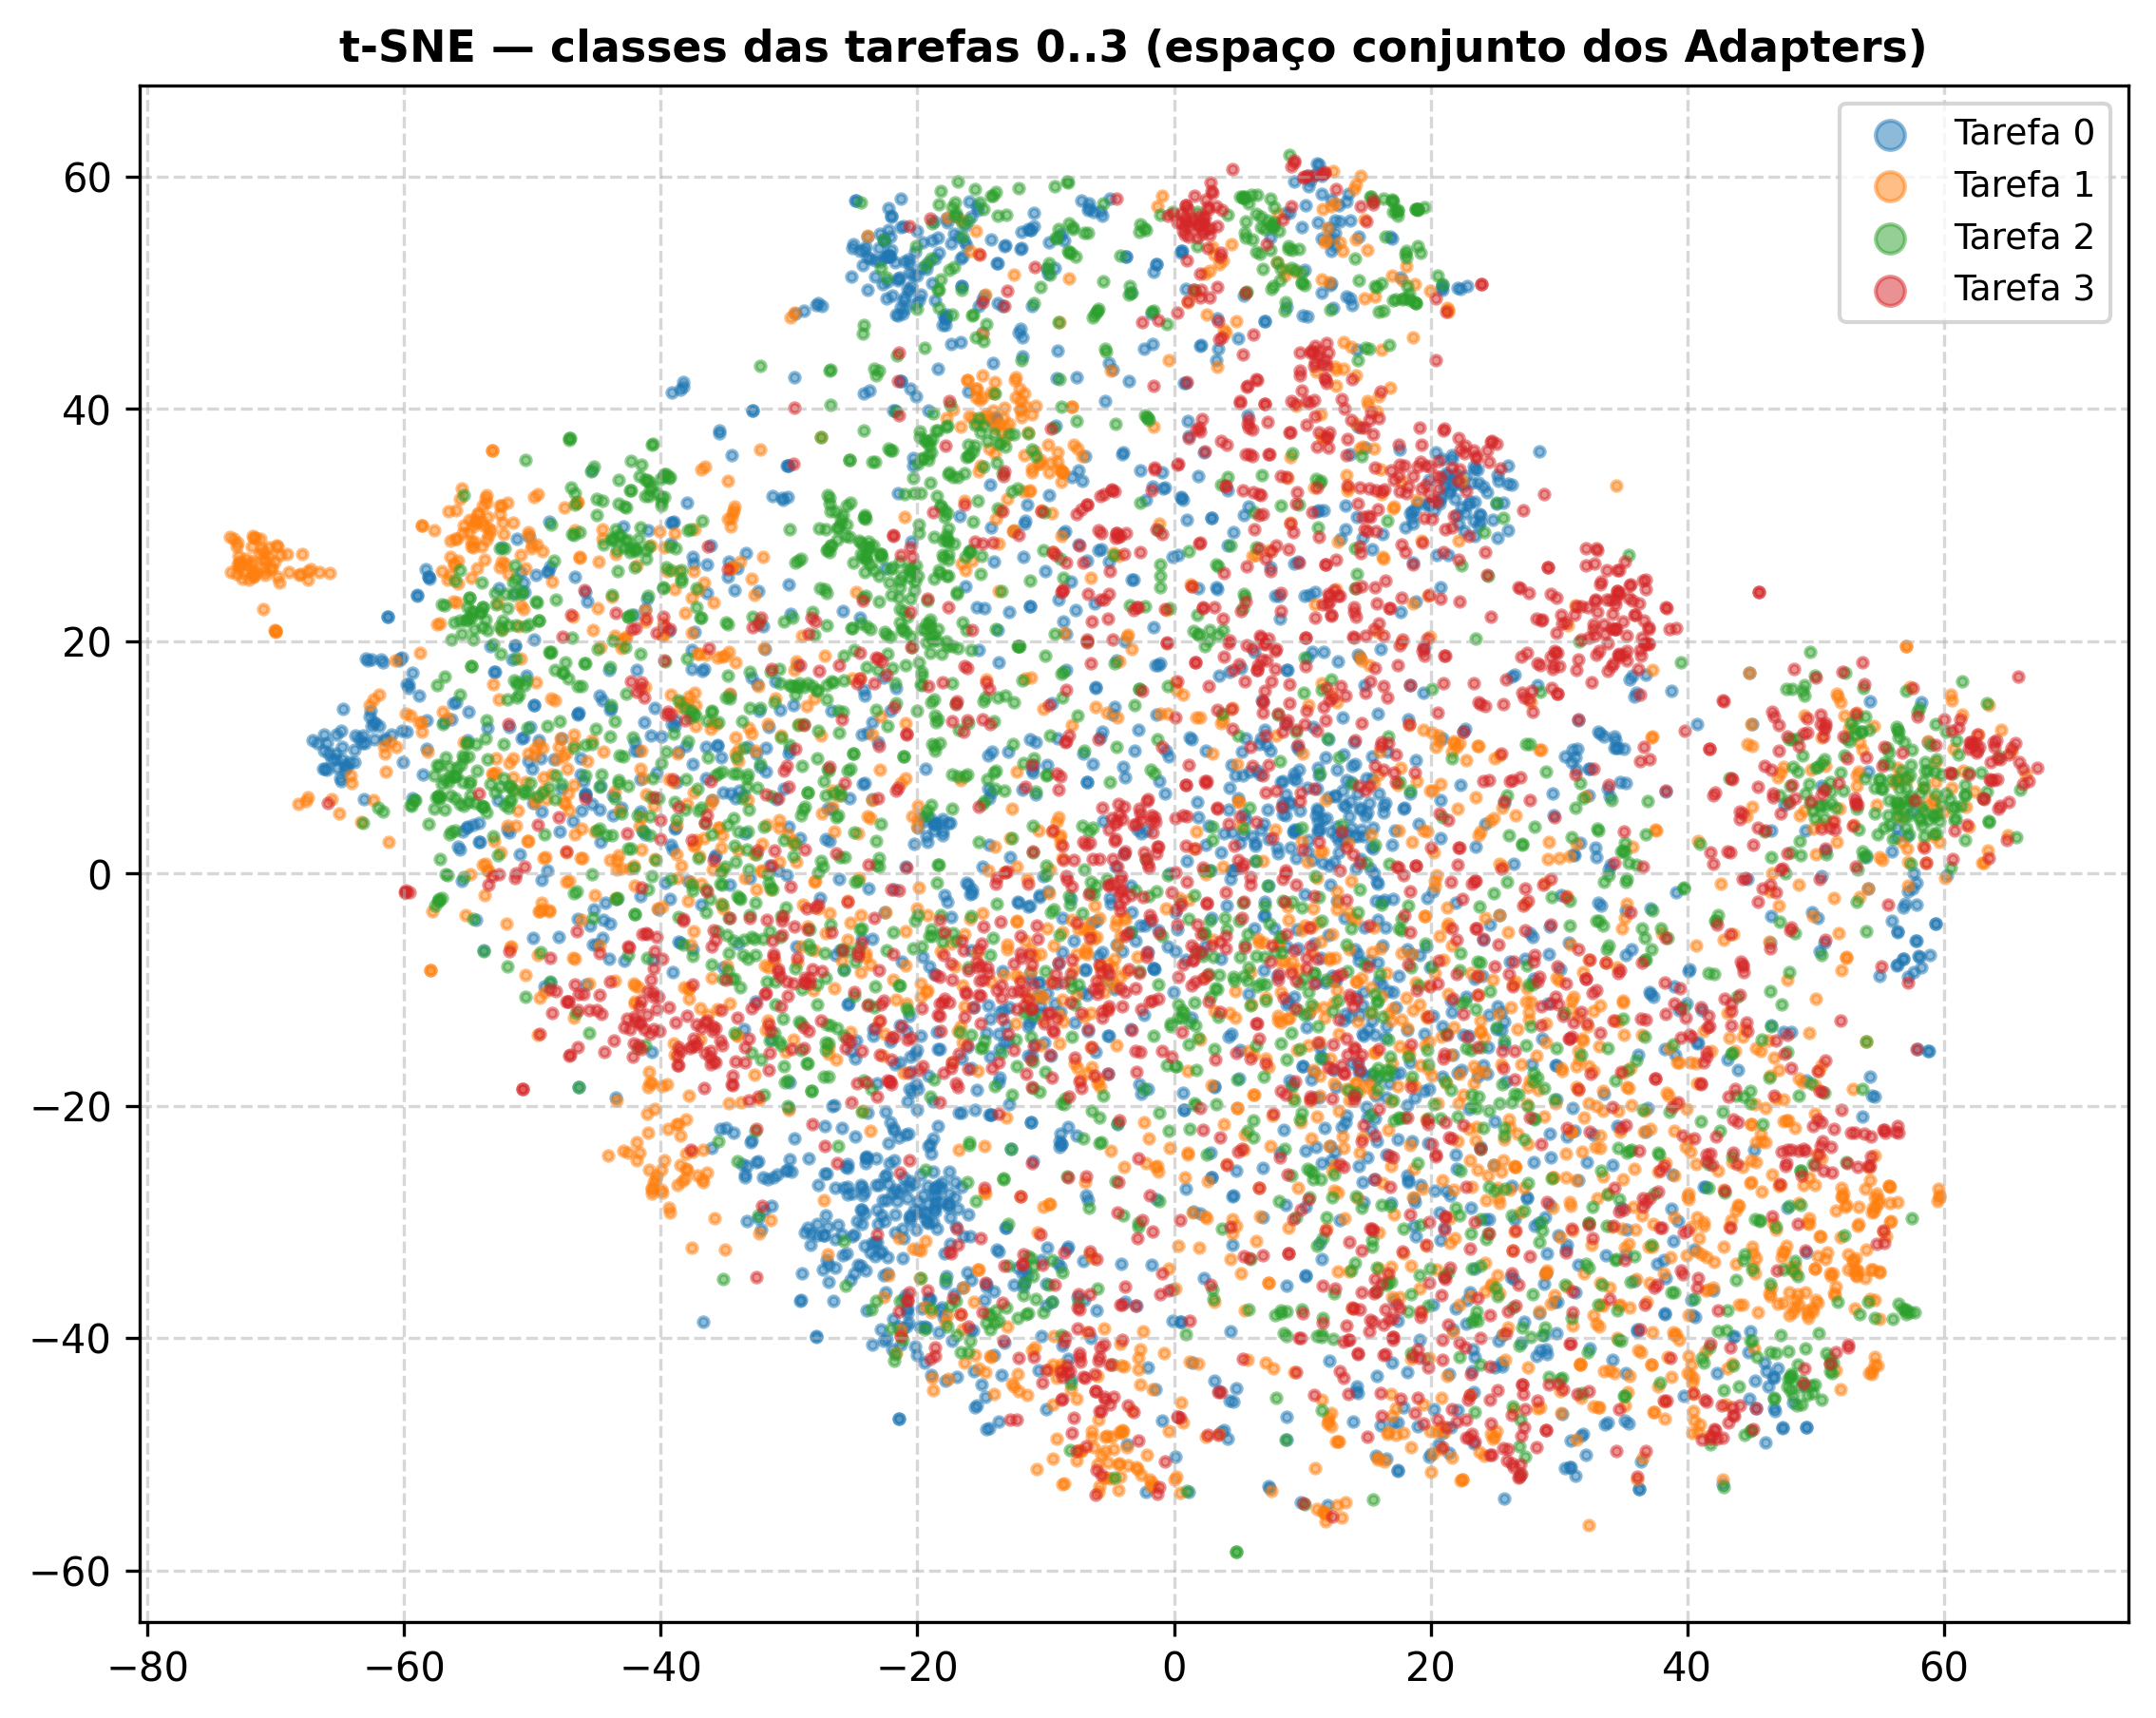 t-SNE — classes das tarefas 0..3 (espaço conjunto dos Adapters)
Tarefa 0
Tarefa 1
Tarefa 2
Tarefa 3
60
40
20
0
−20
−40
−60
−80 −60 −40 −20 0 20 40 60